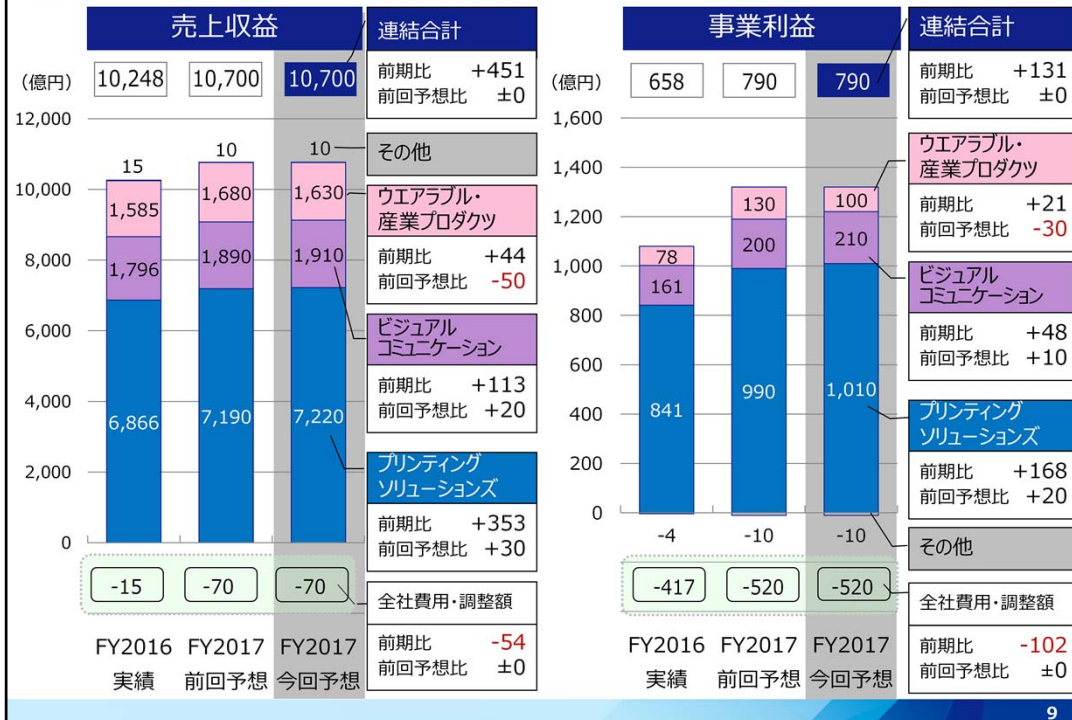 売上収益
(億円)
10,248
10,700
10,700
12,000
10,000
8,000
6,000
4,000
2,000
0
15
1,585
1,796
6,866
10
1,680
1,890
7,190
10
1,630
1,910
7,220
-15
-70
-70
FY2016 FY2017 FY2017
実績 前回予想 今回予想
連結合計
前期比 +451
前回予想比 ±0
その他
ウエアラブル・
産業プロダクツ
前期比 +44
前回予想比 -50
ビジュアル
コミュニケーション
前期比 +113
前回予想比 +20
プリンティング
ソリューションズ
前期比 +353
前回予想比 +30
全社費用・調整額
前期比 -54
前回予想比 ±0
事業利益
(億円)
658
790
790
1,600
1,400
1,200
1,000
800
600
400
200
0
78
161
841
130
200
990
100
210
1,010
-4
-10
-10
-417
-520
-520
FY2016 FY2017 FY2017
実績 前回予想 今回予想
連結合計
前期比 +131
前回予想比 ±0
ウエアラブル・
産業プロダクツ
前期比 +21
前回予想比 -30
ビジュアル
コミュニケーション
前期比 +48
前回予想比 +10
プリンティング
ソリューションズ
前期比 +168
前回予想比 +20
その他
全社費用・調整額
前期比 -102
前回予想比 ±0
9